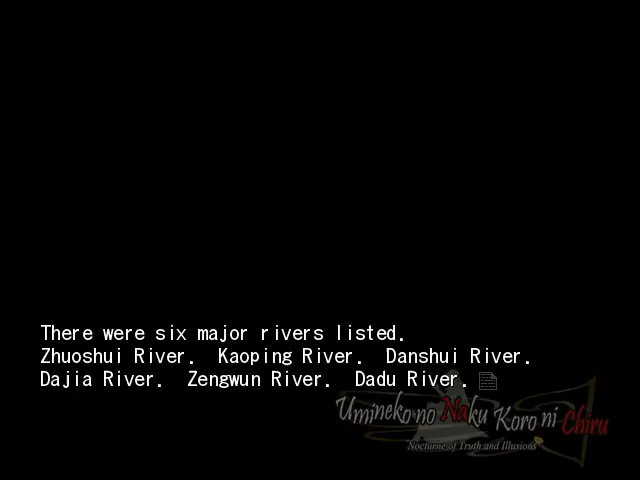 There were six major rivers listed.
Zhuoshui River. Kaoping River. Danshui River.
Dajia River. Zengwun River. Dadu River.
Umineko no Naku Koro ni Chiru
Nocturne of Truth and Illusions